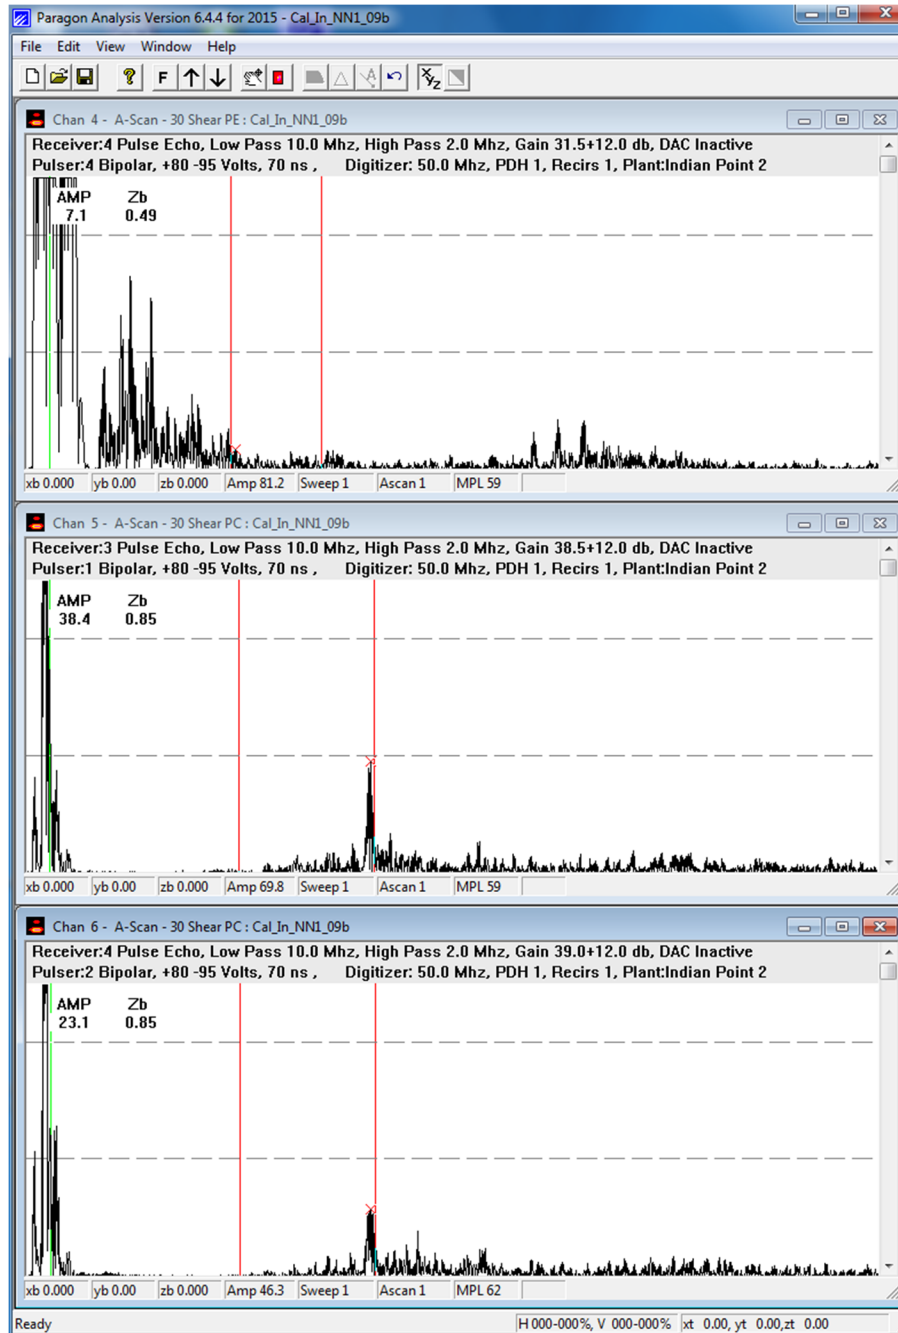 Paragon Analysis Version 6.4.4 for 2015 - Cal_In_NN1_09b
File Edit View Window Help
F XYZ
Chan 4 - A-Scan - 30 Shear PE : Cal_In_NN1_09b
Receiver:4 Pulse Echo, Low Pass 10.0 Mhz, High Pass 2.0 Mhz, Gain 31.5+12.0 db, DAC Inactive
Pulser:4 Bipolar, +80 -95 Volts, 70 ns , Digitizer: 50.0 Mhz, PDH 1, Recirs 1, Plant:Indian Point 2
AMP Zb
7.1 0.49
xb 0.000 yb 0.00 zb 0.000 Amp 81.2 Sweep 1 Ascan 1 MPL 59
Chan 5 - A-Scan - 30 Shear PC : Cal_In_NN1_09b
Receiver:3 Pulse Echo, Low Pass 10.0 Mhz, High Pass 2.0 Mhz, Gain 38.5+12.0 db, DAC Inactive
Pulser:1 Bipolar, +80 -95 Volts, 70 ns , Digitizer: 50.0 Mhz, PDH 1, Recirs 1, Plant:Indian Point 2
AMP Zb
38.4 0.85
xb 0.000 yb 0.00 zb 0.000 Amp 69.8 Sweep 1 Ascan 1 MPL 59
Chan 6 - A-Scan - 30 Shear PC : Cal_In_NN1_09b
Receiver:4 Pulse Echo, Low Pass 10.0 Mhz, High Pass 2.0 Mhz, Gain 39.0+12.0 db, DAC Inactive
Pulser:2 Bipolar, +80 -95 Volts, 70 ns , Digitizer: 50.0 Mhz, PDH 1, Recirs 1, Plant:Indian Point 2
AMP Zb
23.1 0.85
xb 0.000 yb 0.00 zb 0.000 Amp 46.3 Sweep 1 Ascan 1 MPL 62
Ready H 000-000%, V 000-000% xt 0.00, yt 0.00,zt 0.00